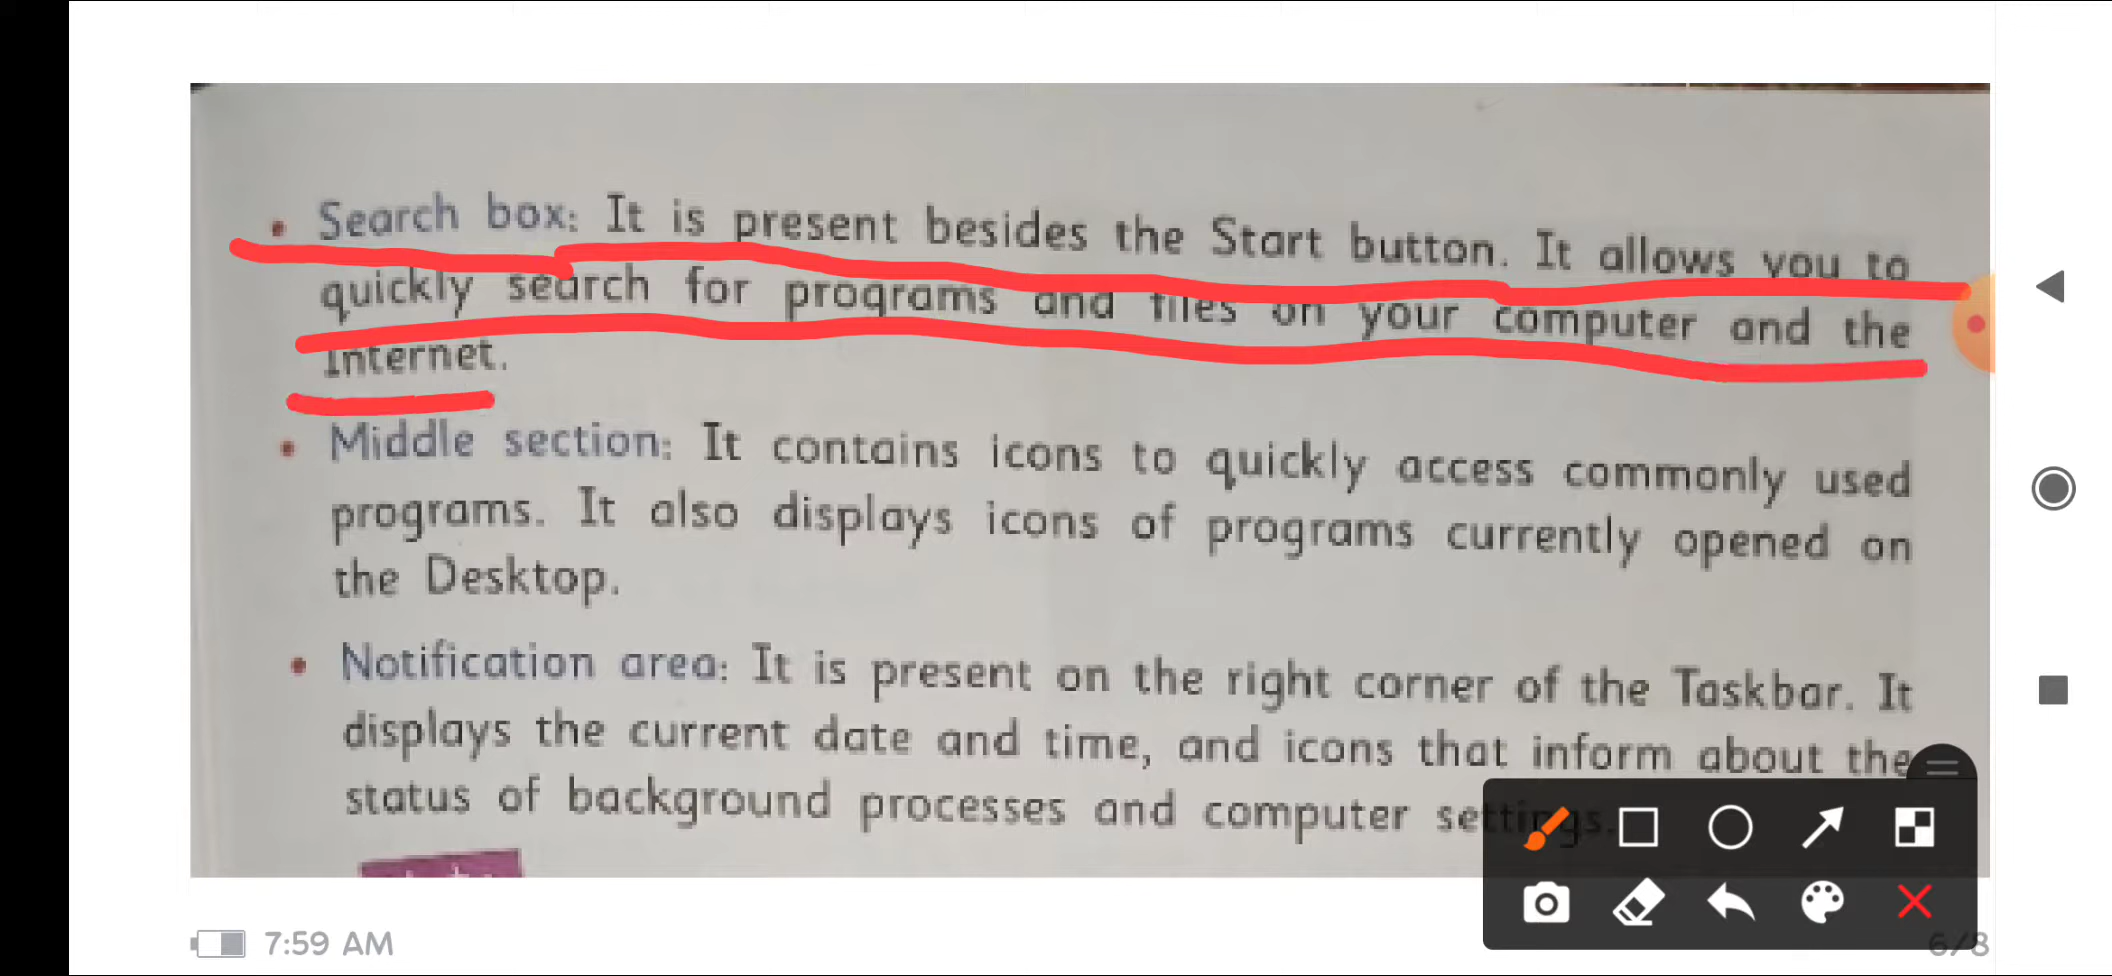 • Search box: It is present besides the Start button. It allows you to
quickly search for programs and files on your computer and the
Internet.
• Middle section: It contains icons to quickly access commonly used
programs. It also displays icons of programs currently opened on
the Desktop.
• Notification area: It is present on the right corner of the Taskbar. It
displays the current date and time, and icons that inform about the
status of background processes and computer settings.
7:59 AM
6/8